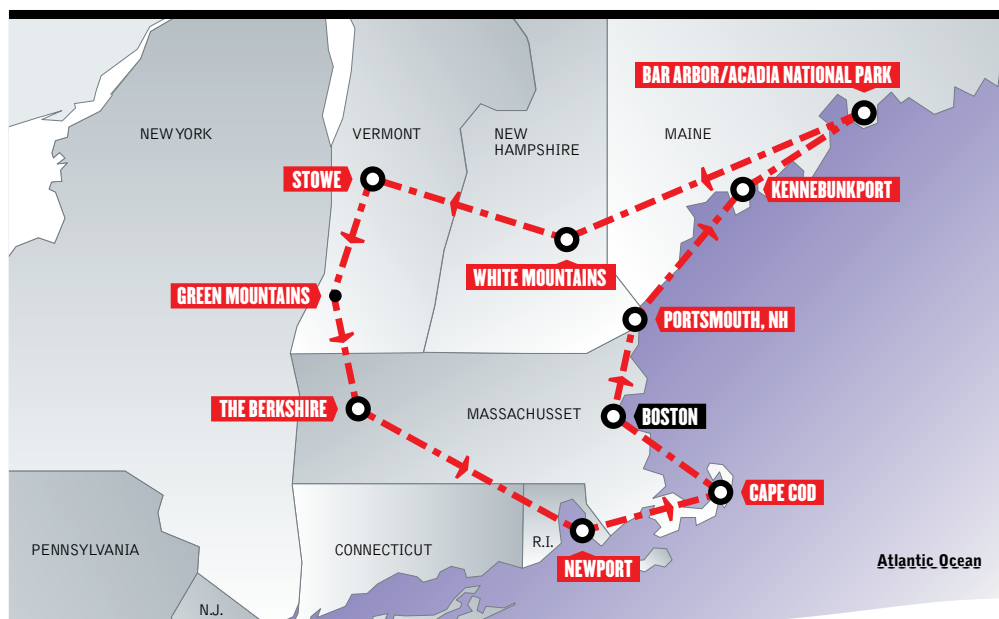 BAR ARBOR/ACADIA NATIONAL PARK
NEW YORK
VERMONT
NEW
HAMPSHIRE
MAINE
STOWE
KENNEBUNKPORT
WHITE MOUNTAINS
GREEN MOUNTAINS
PORTSMOUTH, NH
THE BERKSHIRE
MASSACHUSSET
BOSTON
CAPE COD
PENNSYLVANIA
CONNECTICUT
R.I.
NEWPORT
Atlantic Ocean
N.J.